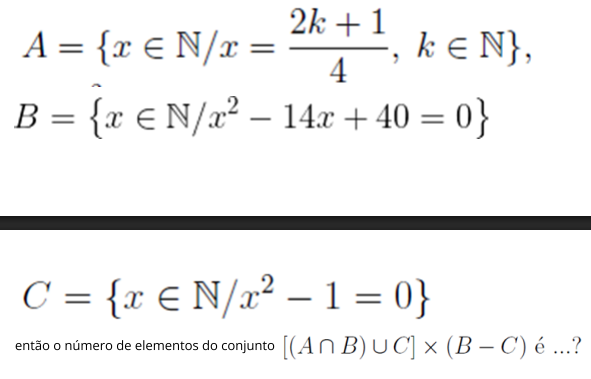 A = {x ∈ ℕ/x = (2k + 1)/4, k ∈ ℕ},
B = {x ∈ ℕ/x² − 14x + 40 = 0}
C = {x ∈ ℕ/x² − 1 = 0}
então o número de elementos do conjunto [(A ∩ B) ∪ C] × (B − C) é ...?